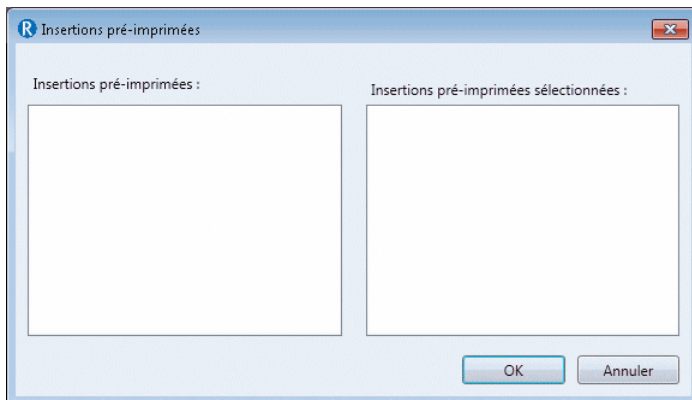 R Insertions pré-imprimées
Insertions pré-imprimées :
Insertions pré-imprimées sélectionnées :
OK
Annuler